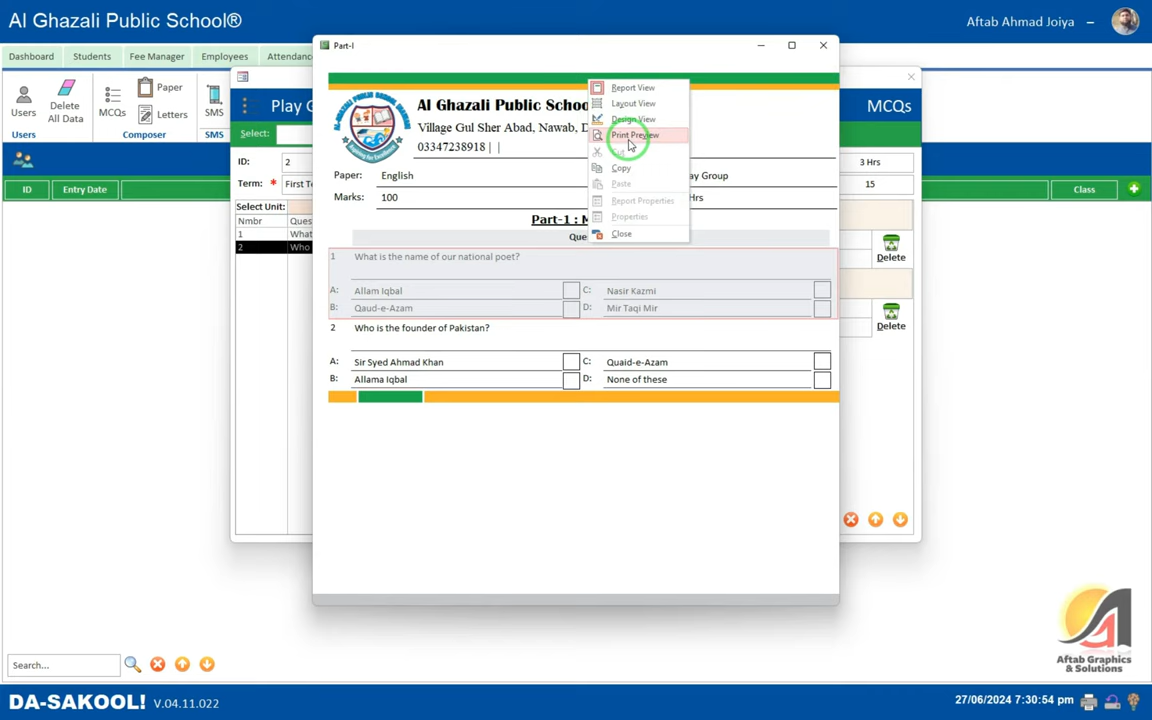 Al Ghazali Public School®
Aftab Ahmad Joiya
Dashboard Students Fee Manager Employees Attendanc
Users
Delete
All Data
MCQs
Paper
Letters
SMS
Users Composer SMS
Play G
MCQs
Select:
ID: 2
3 Hrs
Term: * First Te
15
ID Entry Date
Class
Select Unit:
Nmbr Ques
1 What
2 Who
Delete
Delete
Part-I
Al Ghazali Public Schoo
Village Gul Sher Abad, Nawab, D
03347238918 | |
Paper: English
ay Group
Marks: 100
Hrs
Part-1 : M
Que
1 What is the name of our national poet?
A: Allam Iqbal C: Nasir Kazmi
B: Qaud-e-Azam D: Mir Taqi Mir
2 Who is the founder of Pakistan?
A: Sir Syed Ahmad Khan C: Quaid-e-Azam
B: Allama Iqbal D: None of these
Report View
Layout View
Design View
Print Preview
Copy
Paste
Report Properties
Properties
Close
Search...
Aftab Graphics
& Solutions
DA-SAKOOL! V.04.11.022
27/06/2024 7:30:54 pm